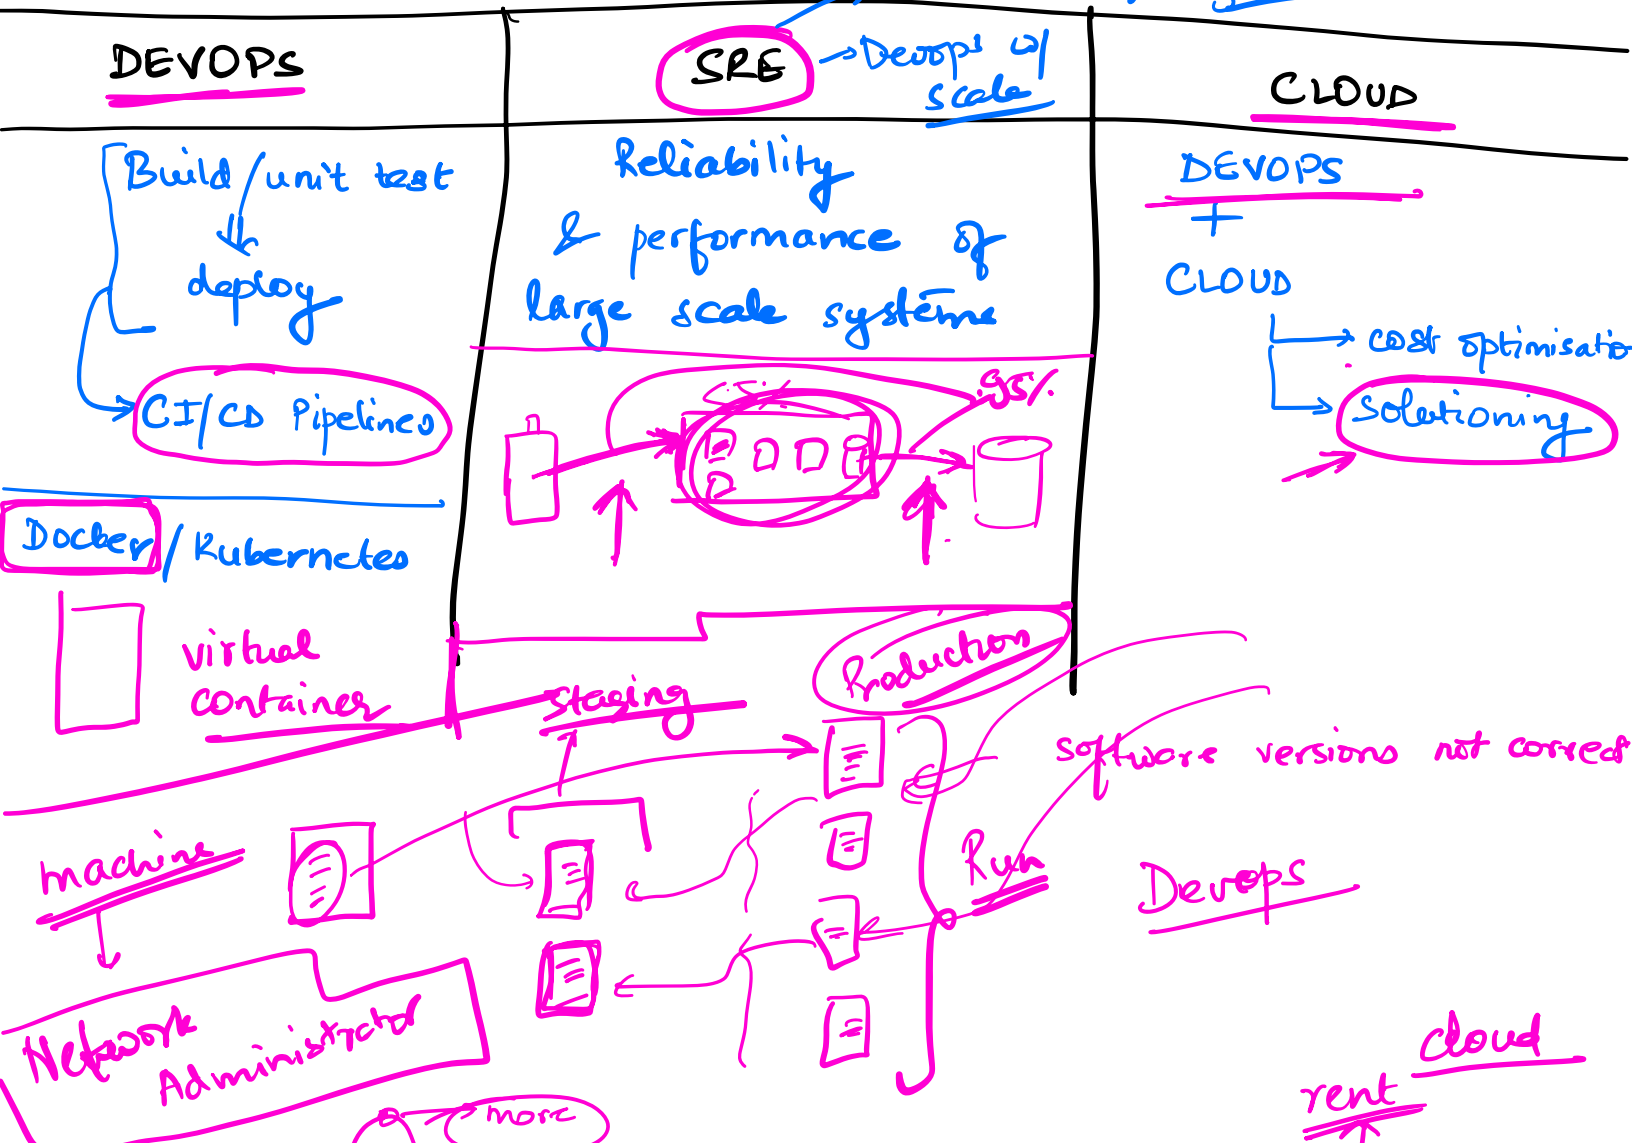 DEVOPS
SRE
→ Devops w/
scale
CLOUD
Build/unit test
deploy
CI/CD Pipelines
Docker/Kubernetes
virtual
container
Reliability
& performance of
large scale systems
95%
DEVOPS
+
CLOUD
cost optimisatio
solutioning
staging
Production
software versions not correct
machine
Run
Devops
Network
Administrator
more
cloud
rent